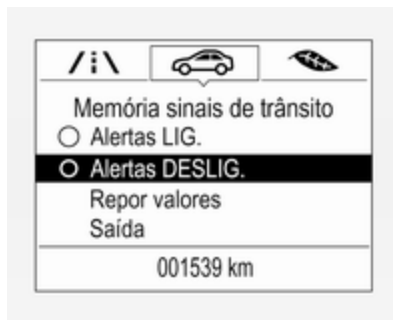 Memória sinais de trânsito
Alertas LIG.
Alertas DESLIG.
Repor valores
Saída
001539 km